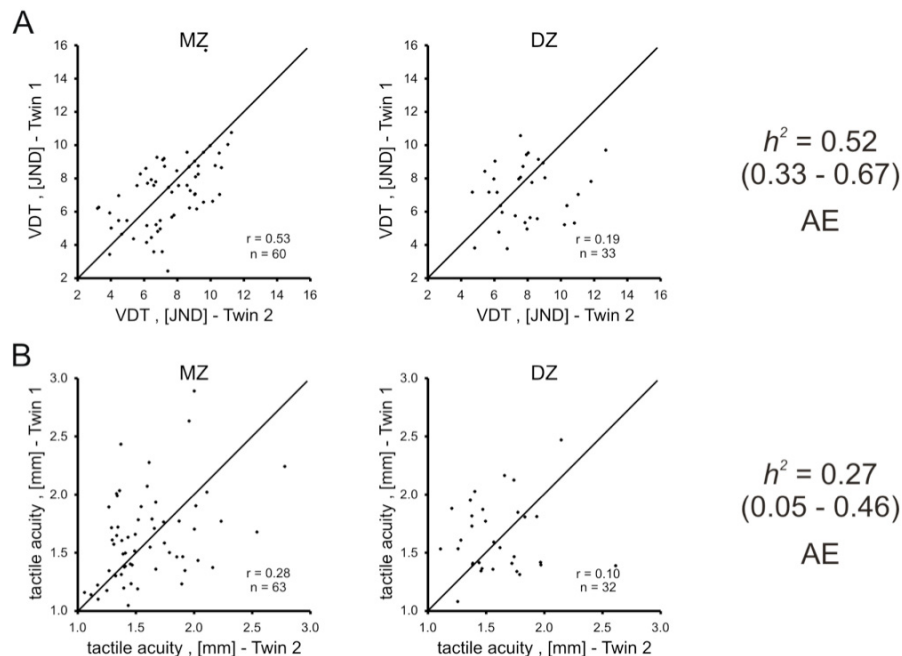 A
MZ
VDT , [JND] - Twin 1
16
14
12
10
8
6
4
2
r = 0.53
n = 60
2 4 6 8 10 12 14 16
VDT , [JND] - Twin 2
DZ
VDT , [JND] - Twin 1
16
14
12
10
8
6
4
2
r = 0.19
n = 33
2 4 6 8 10 12 14 16
VDT , [JND] - Twin 2
h² = 0.52
(0.33 - 0.67)
AE
B
MZ
tactile acuity , [mm] - Twin 1
3.0
2.5
2.0
1.5
1.0
r = 0.28
n = 63
1.0 1.5 2.0 2.5 3.0
tactile acuity , [mm] - Twin 2
DZ
tactile acuity , [mm] - Twin 1
3.0
2.5
2.0
1.5
1.0
r = 0.10
n = 32
1.0 1.5 2.0 2.5 3.0
tactile acuity , [mm] - Twin 2
h² = 0.27
(0.05 - 0.46)
AE